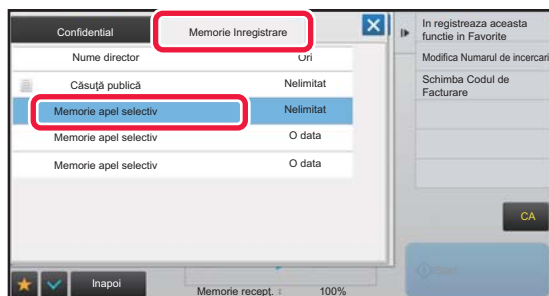 Confidential
Memorie Inregistrare
Nume director
Ori
Căsuță publică
Nelimitat
Memorie apel selectiv
Nelimitat
Memorie apel selectiv
O data
Memorie apel selectiv
O data
In registreaza aceasta
functie in Favorite
Modifica Numarul de incercari
Schimba Codul de
Facturare
CA
Start
Inapoi
Memorie recept. :
100%